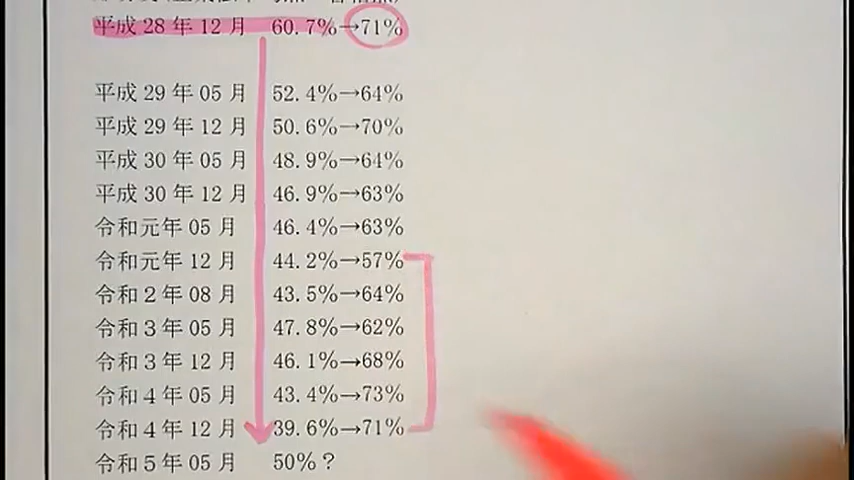 平成28年12月 60.7%→71%
平成29年05月 52.4%→64%
平成29年12月 50.6%→70%
平成30年05月 48.9%→64%
平成30年12月 46.9%→63%
令和元年05月 46.4%→63%
令和元年12月 44.2%→57%
令和2年08月 43.5%→64%
令和3年05月 47.8%→62%
令和3年12月 46.1%→68%
令和4年05月 43.4%→73%
令和4年12月 39.6%→71%
令和5年05月 50%?